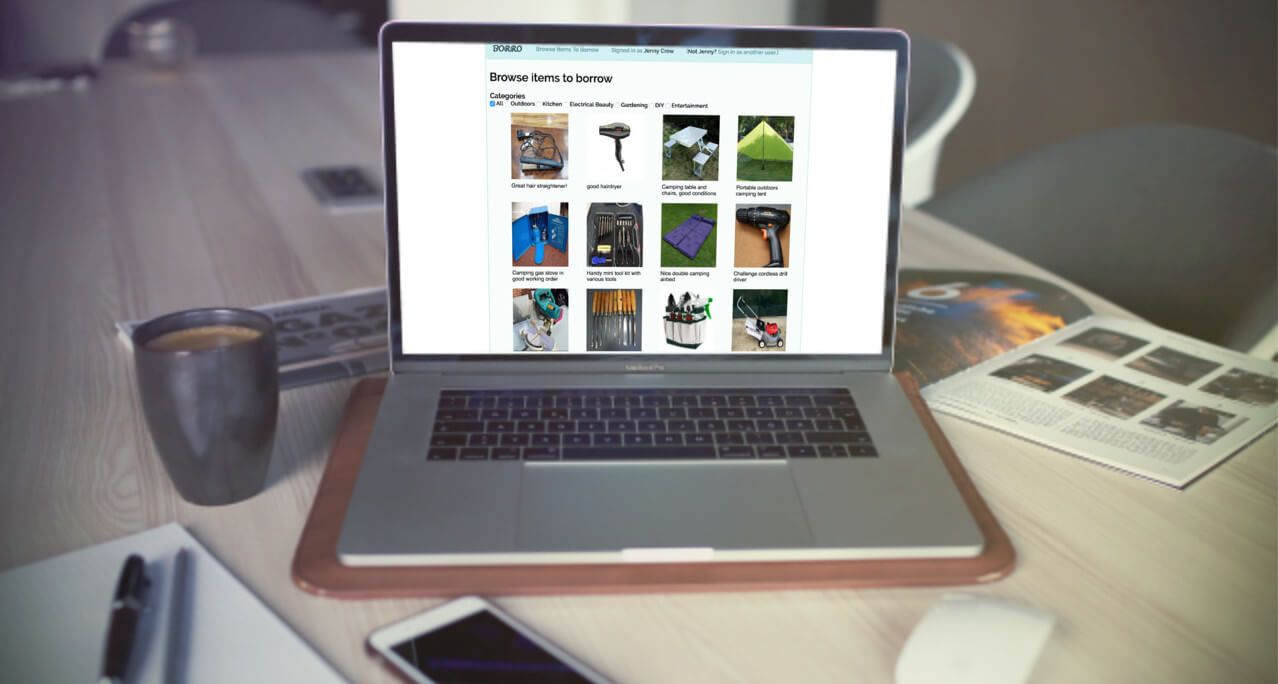 BORRO Browse Items To Borrow Signed in as Jenny Crow (Not Jenny? Sign in as another user.)
Browse items to borrow
Categories
All Outdoors Kitchen Electrical Beauty Gardening DIY Entertainment
Great hair straightener!
good hairdryer
Camping table and
chairs, good conditions
Portable outdoors
camping tent
Camping gas stove in
good working order
Handy mini tool kit with
various tools
Nice double camping
airbed
Challenge cordless drill
driver
MacBook Pro
GAZ
6